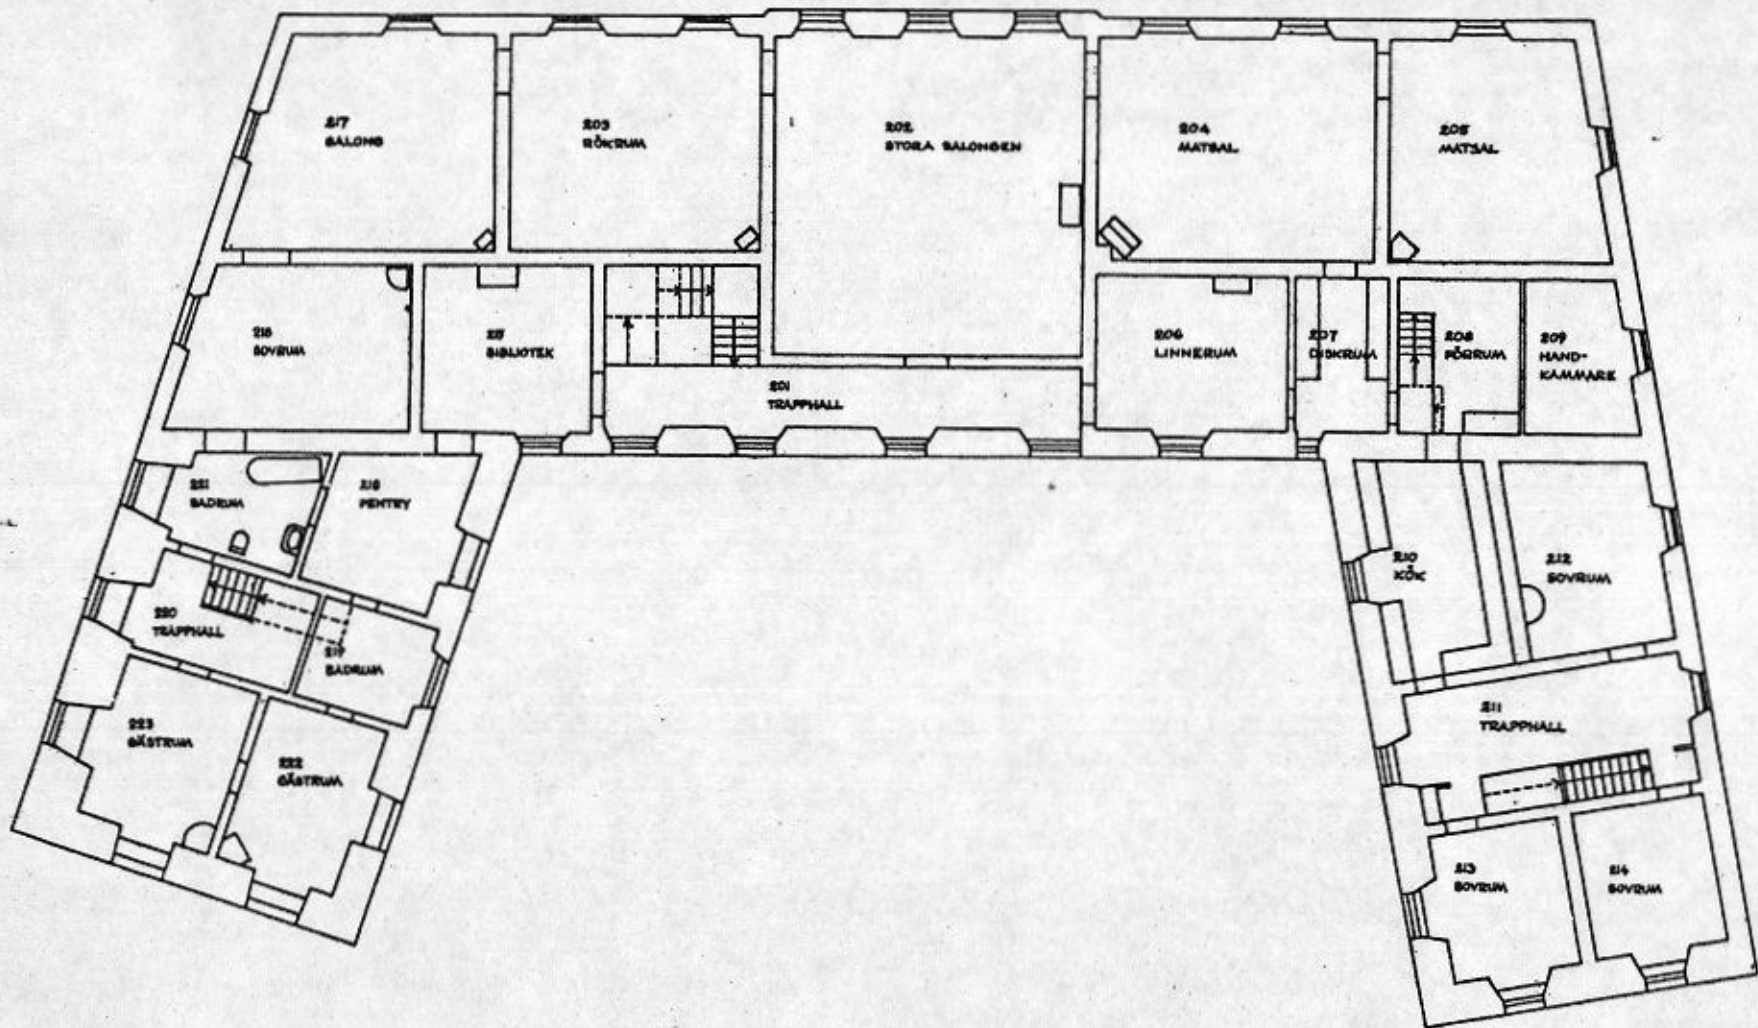 217
SALONG
203
RÖKRUM
202
STORA SALONGEN
204
MATSAL
205
MATSAL
216
SOVRUM
215
BIBLIOTEK
201
TRAPPHALL
206
LINNERUM
207
DISKRUM
208
FÖRRUM
209
HAND-
KAMMARE
221
BADRUM
218
PENTRY
220
TRAPPHALL
219
BADRUM
223
GÄSTRUM
222
GÄSTRUM
210
KÖK
212
SOVRUM
211
TRAPPHALL
213
SOVRUM
214
SOVRUM